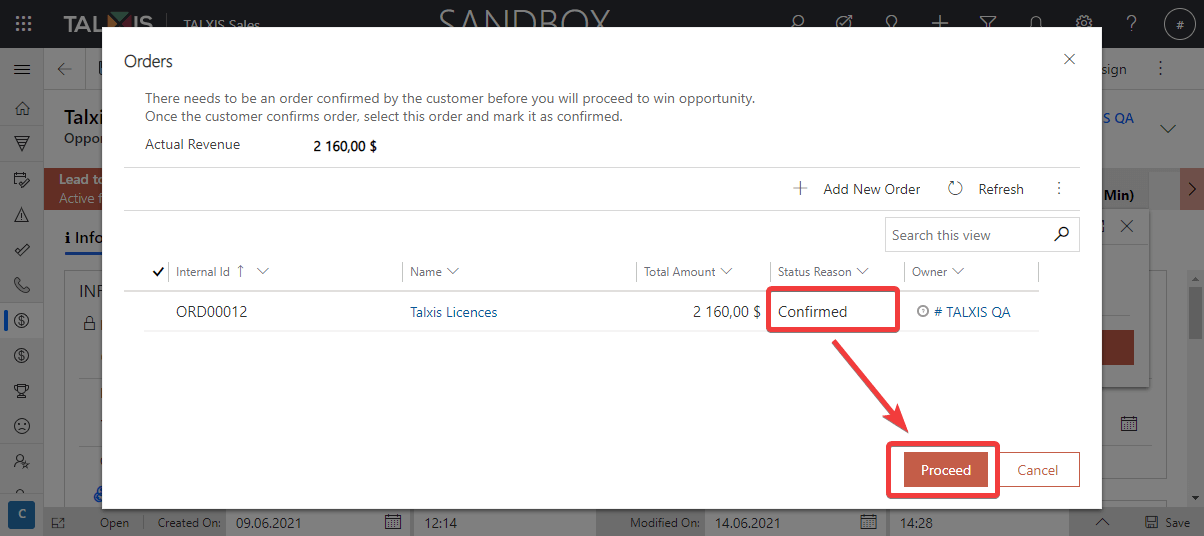 SANDBOX
TALXIS
TALXIS Sales
#
Orders
sign
There needs to be an order confirmed by the customer before you will proceed to win opportunity.
Once the customer confirms order, select this order and mark it as confirmed.
Talxi
IS QA
Oppor
Actual Revenue 2 160,00 $
Lead to
Active f
Min)
Add New Order Refresh
Info
Search this view
Internal Id Name Total Amount Status Reason Owner
INF
ORD00012 Talxis Licences 2 160,00 $ Confirmed # TALXIS QA
Proceed Cancel
C
Open Created On: 09.06.2021 12:14 Modified On: 14.06.2021 14:28 Save